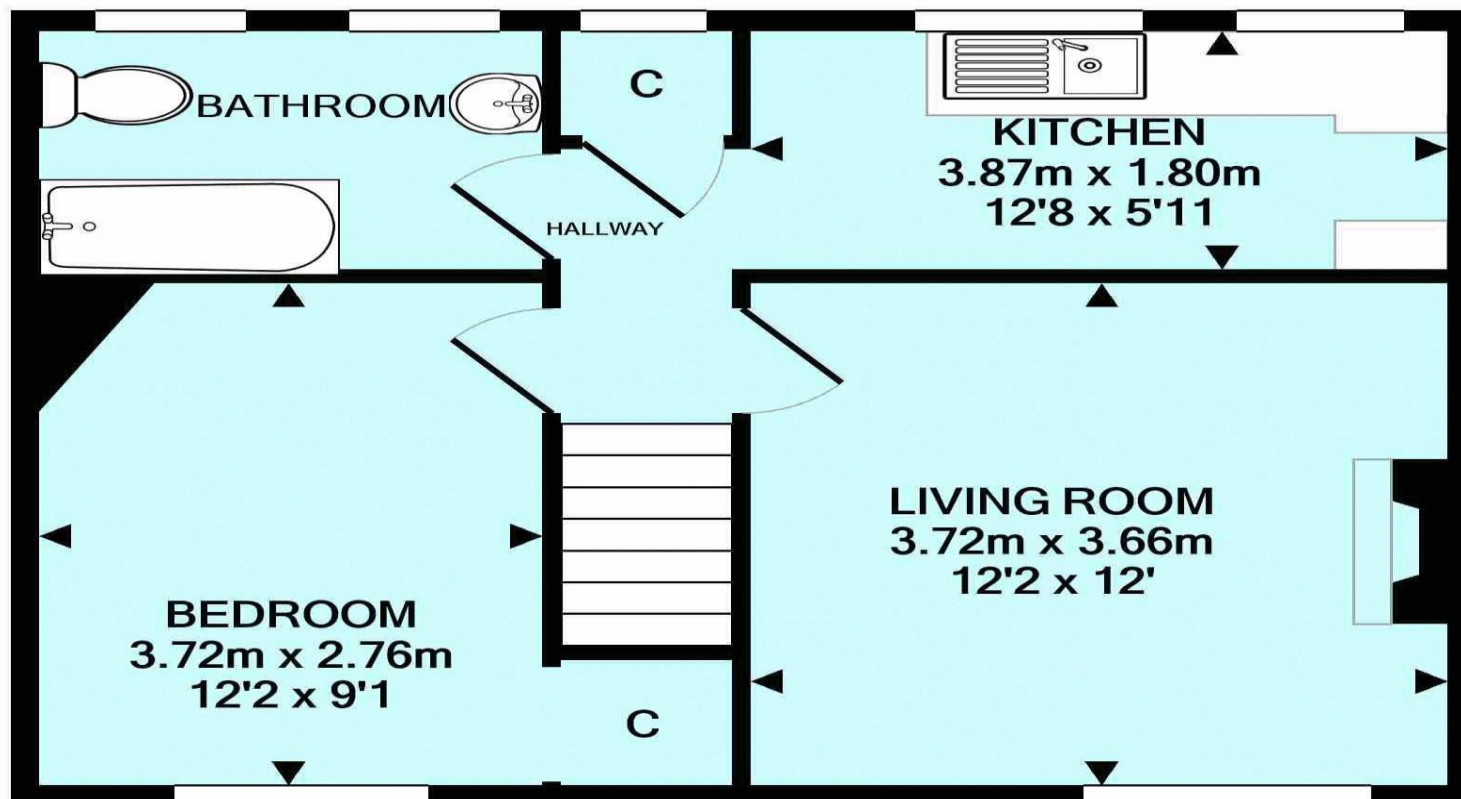 BATHROOM
C
KITCHEN
3.87m x 1.80m
12'8 x 5'11
HALLWAY
LIVING ROOM
3.72m x 3.66m
12'2 x 12'
BEDROOM
3.72m x 2.76m
12'2 x 9'1
C